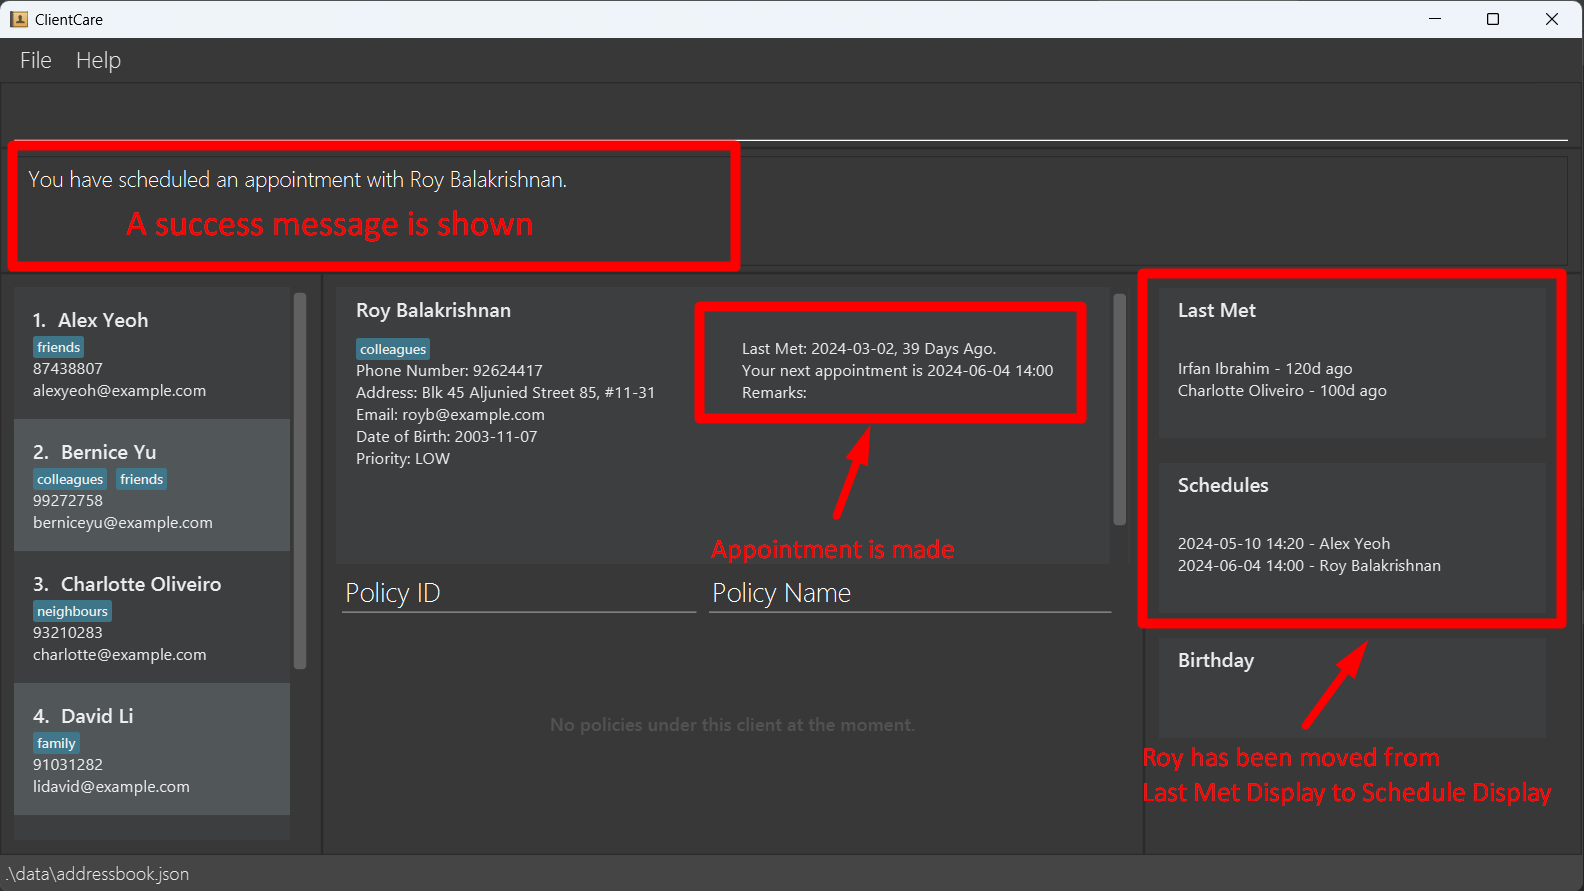 ClientCare
File Help
You have scheduled an appointment with Roy Balakrishnan.
A success message is shown
1. Alex Yeoh
friends
87438807
alexyeoh@example.com
2. Bernice Yu
colleagues friends
99272758
berniceyu@example.com
3. Charlotte Oliveiro
neighbours
93210283
charlotte@example.com
4. David Li
family
91031282
lidavid@example.com
Roy Balakrishnan
colleagues
Phone Number: 92624417
Address: Blk 45 Aljunied Street 85, #11-31
Email: royb@example.com
Date of Birth: 2003-11-07
Priority: LOW
Last Met: 2024-03-02, 39 Days Ago.
Your next appointment is 2024-06-04 14:00
Remarks:
Appointment is made
Policy ID
Policy Name
No policies under this client at the moment.
Last Met
Irfan Ibrahim - 120d ago
Charlotte Oliveiro - 100d ago
Schedules
2024-05-10 14:20 - Alex Yeoh
2024-06-04 14:00 - Roy Balakrishnan
Birthday
Roy has been moved from
Last Met Display to Schedule Display
.\data\addressbook.json